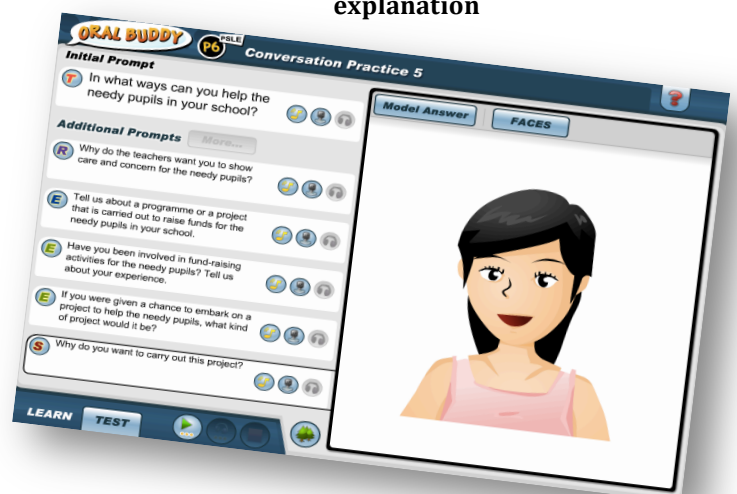 explanation
ORAL BUDDY P6 PSLE Conversation Practice 5
?
Initial Prompt
T In what ways can you help the
needy pupils in your school?
Additional Prompts More...
R Why do the teachers want you to show
care and concern for the needy pupils?
E Tell us about a programme or a project
that is carried out to raise funds for the
needy pupils in your school.
E Have you been involved in fund-raising
activities for the needy pupils? Tell us
about your experience.
E If you were given a chance to embark on a
project to help the needy pupils, what kind
of project would it be?
S Why do you want to carry out this project?
LEARN TEST
Model Answer FACES